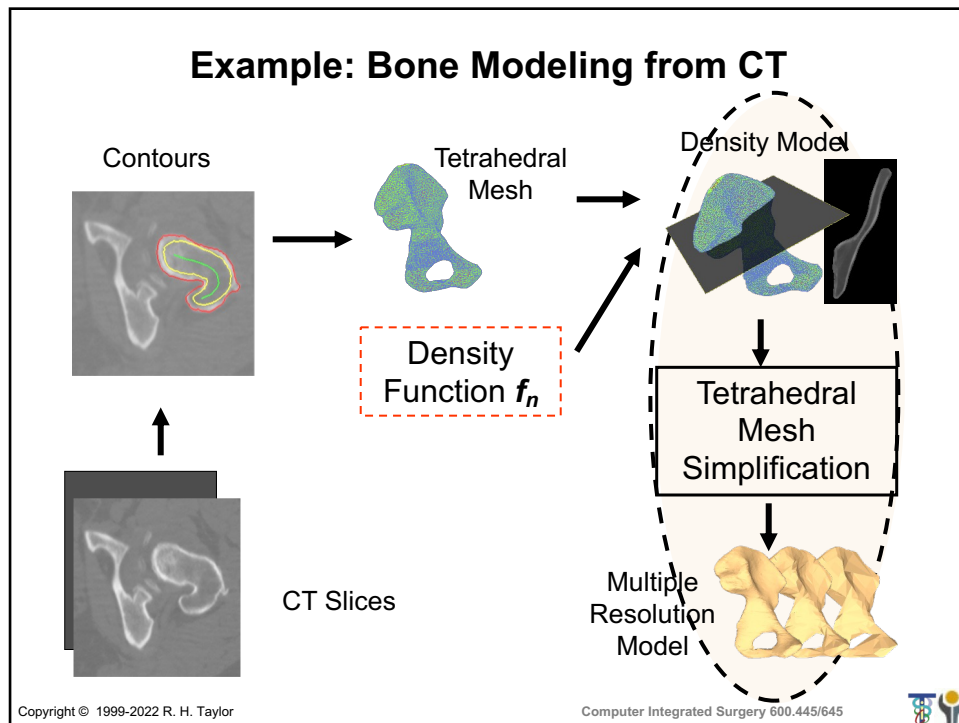 Example: Bone Modeling from CT
Contours
Tetrahedral
Mesh
Density Model
Density
Function fn
Tetrahedral
Mesh
Simplification
CT Slices
Multiple
Resolution
Model
Copyright © 1999-2022 R. H. Taylor
Computer Integrated Surgery 600.445/645